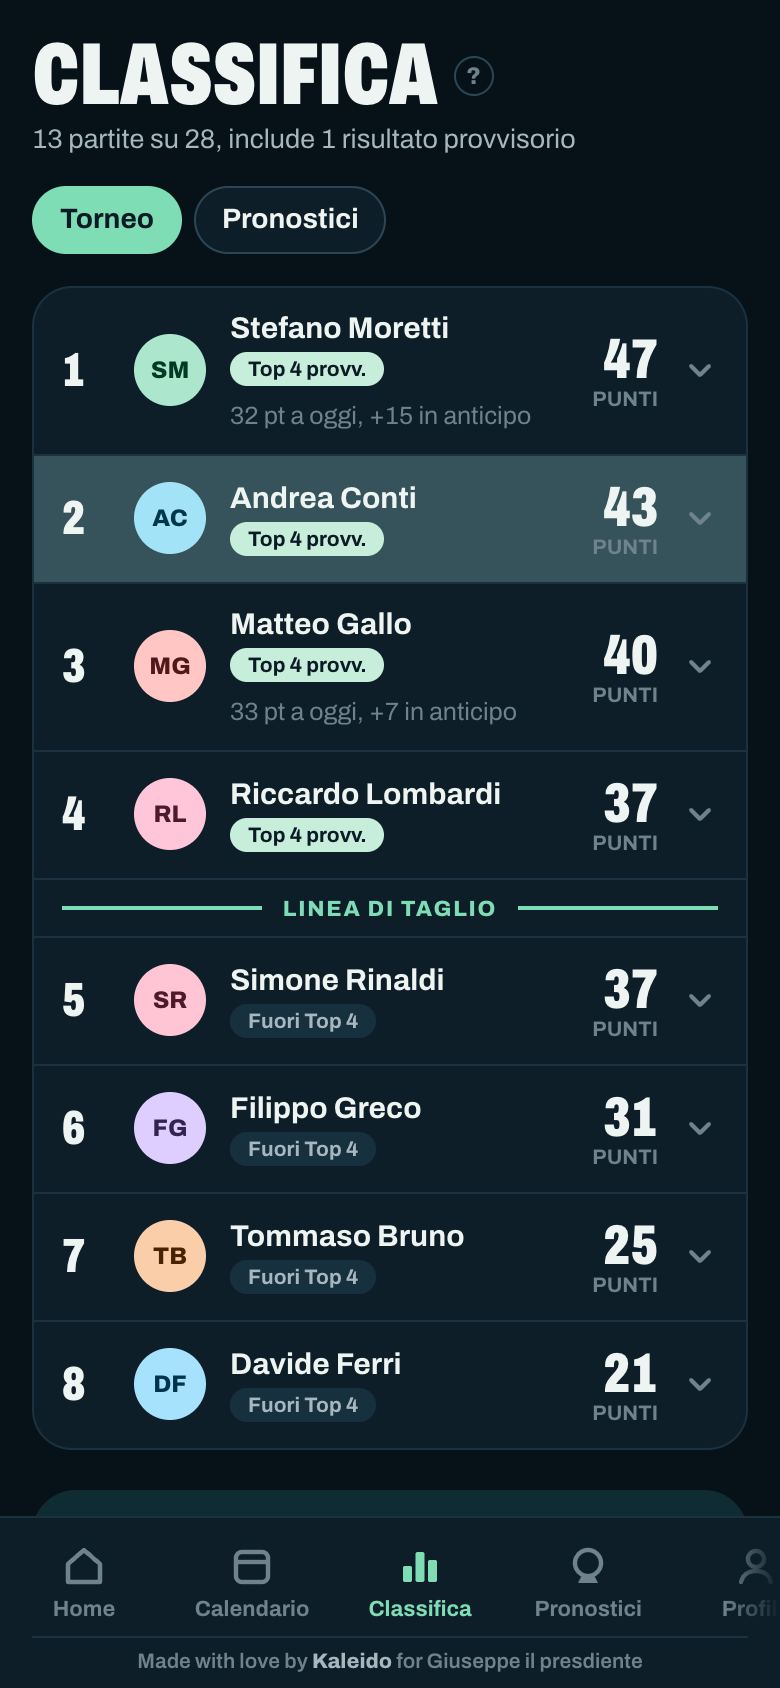 CLASSIFICA ?
13 partite su 28, include 1 risultato provvisorio
Torneo Pronostici
1 SM Stefano Moretti
Top 4 provv.
32 pt a oggi, +15 in anticipo
47
PUNTI
2 AC Andrea Conti
Top 4 provv.
43
PUNTI
3 MG Matteo Gallo
Top 4 provv.
33 pt a oggi, +7 in anticipo
40
PUNTI
4 RL Riccardo Lombardi
Top 4 provv.
37
PUNTI
LINEA DI TAGLIO
5 SR Simone Rinaldi
Fuori Top 4
37
PUNTI
6 FG Filippo Greco
Fuori Top 4
31
PUNTI
7 TB Tommaso Bruno
Fuori Top 4
25
PUNTI
8 DF Davide Ferri
Fuori Top 4
21
PUNTI
Home Calendario Classifica Pronostici
Made with love by Kaleido for Giuseppe il presdiente